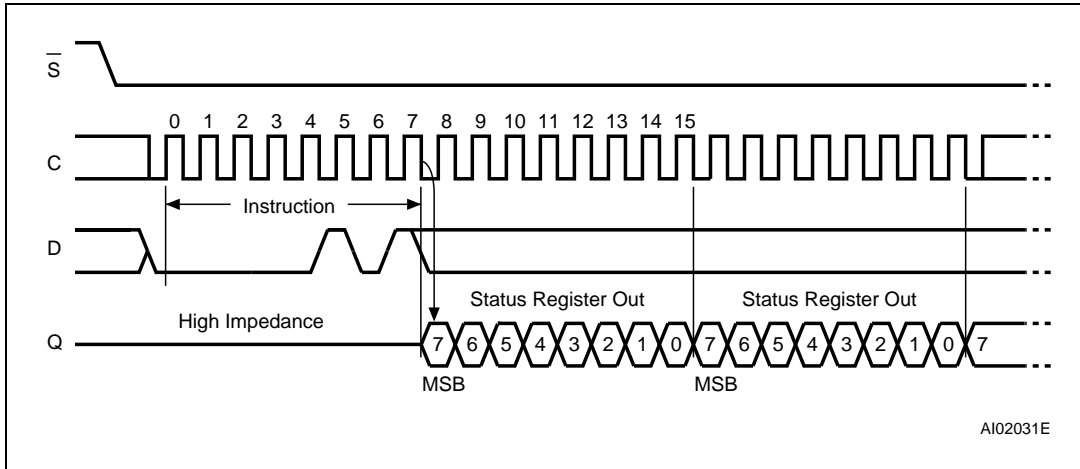 S
0 1 2 3 4 5 6 7 8 9 10 11 12 13 14 15
C
Instruction
D
Status Register Out Status Register Out
High Impedance
Q 7 6 5 4 3 2 1 0 7 6 5 4 3 2 1 0 7
MSB MSB
AI02031E